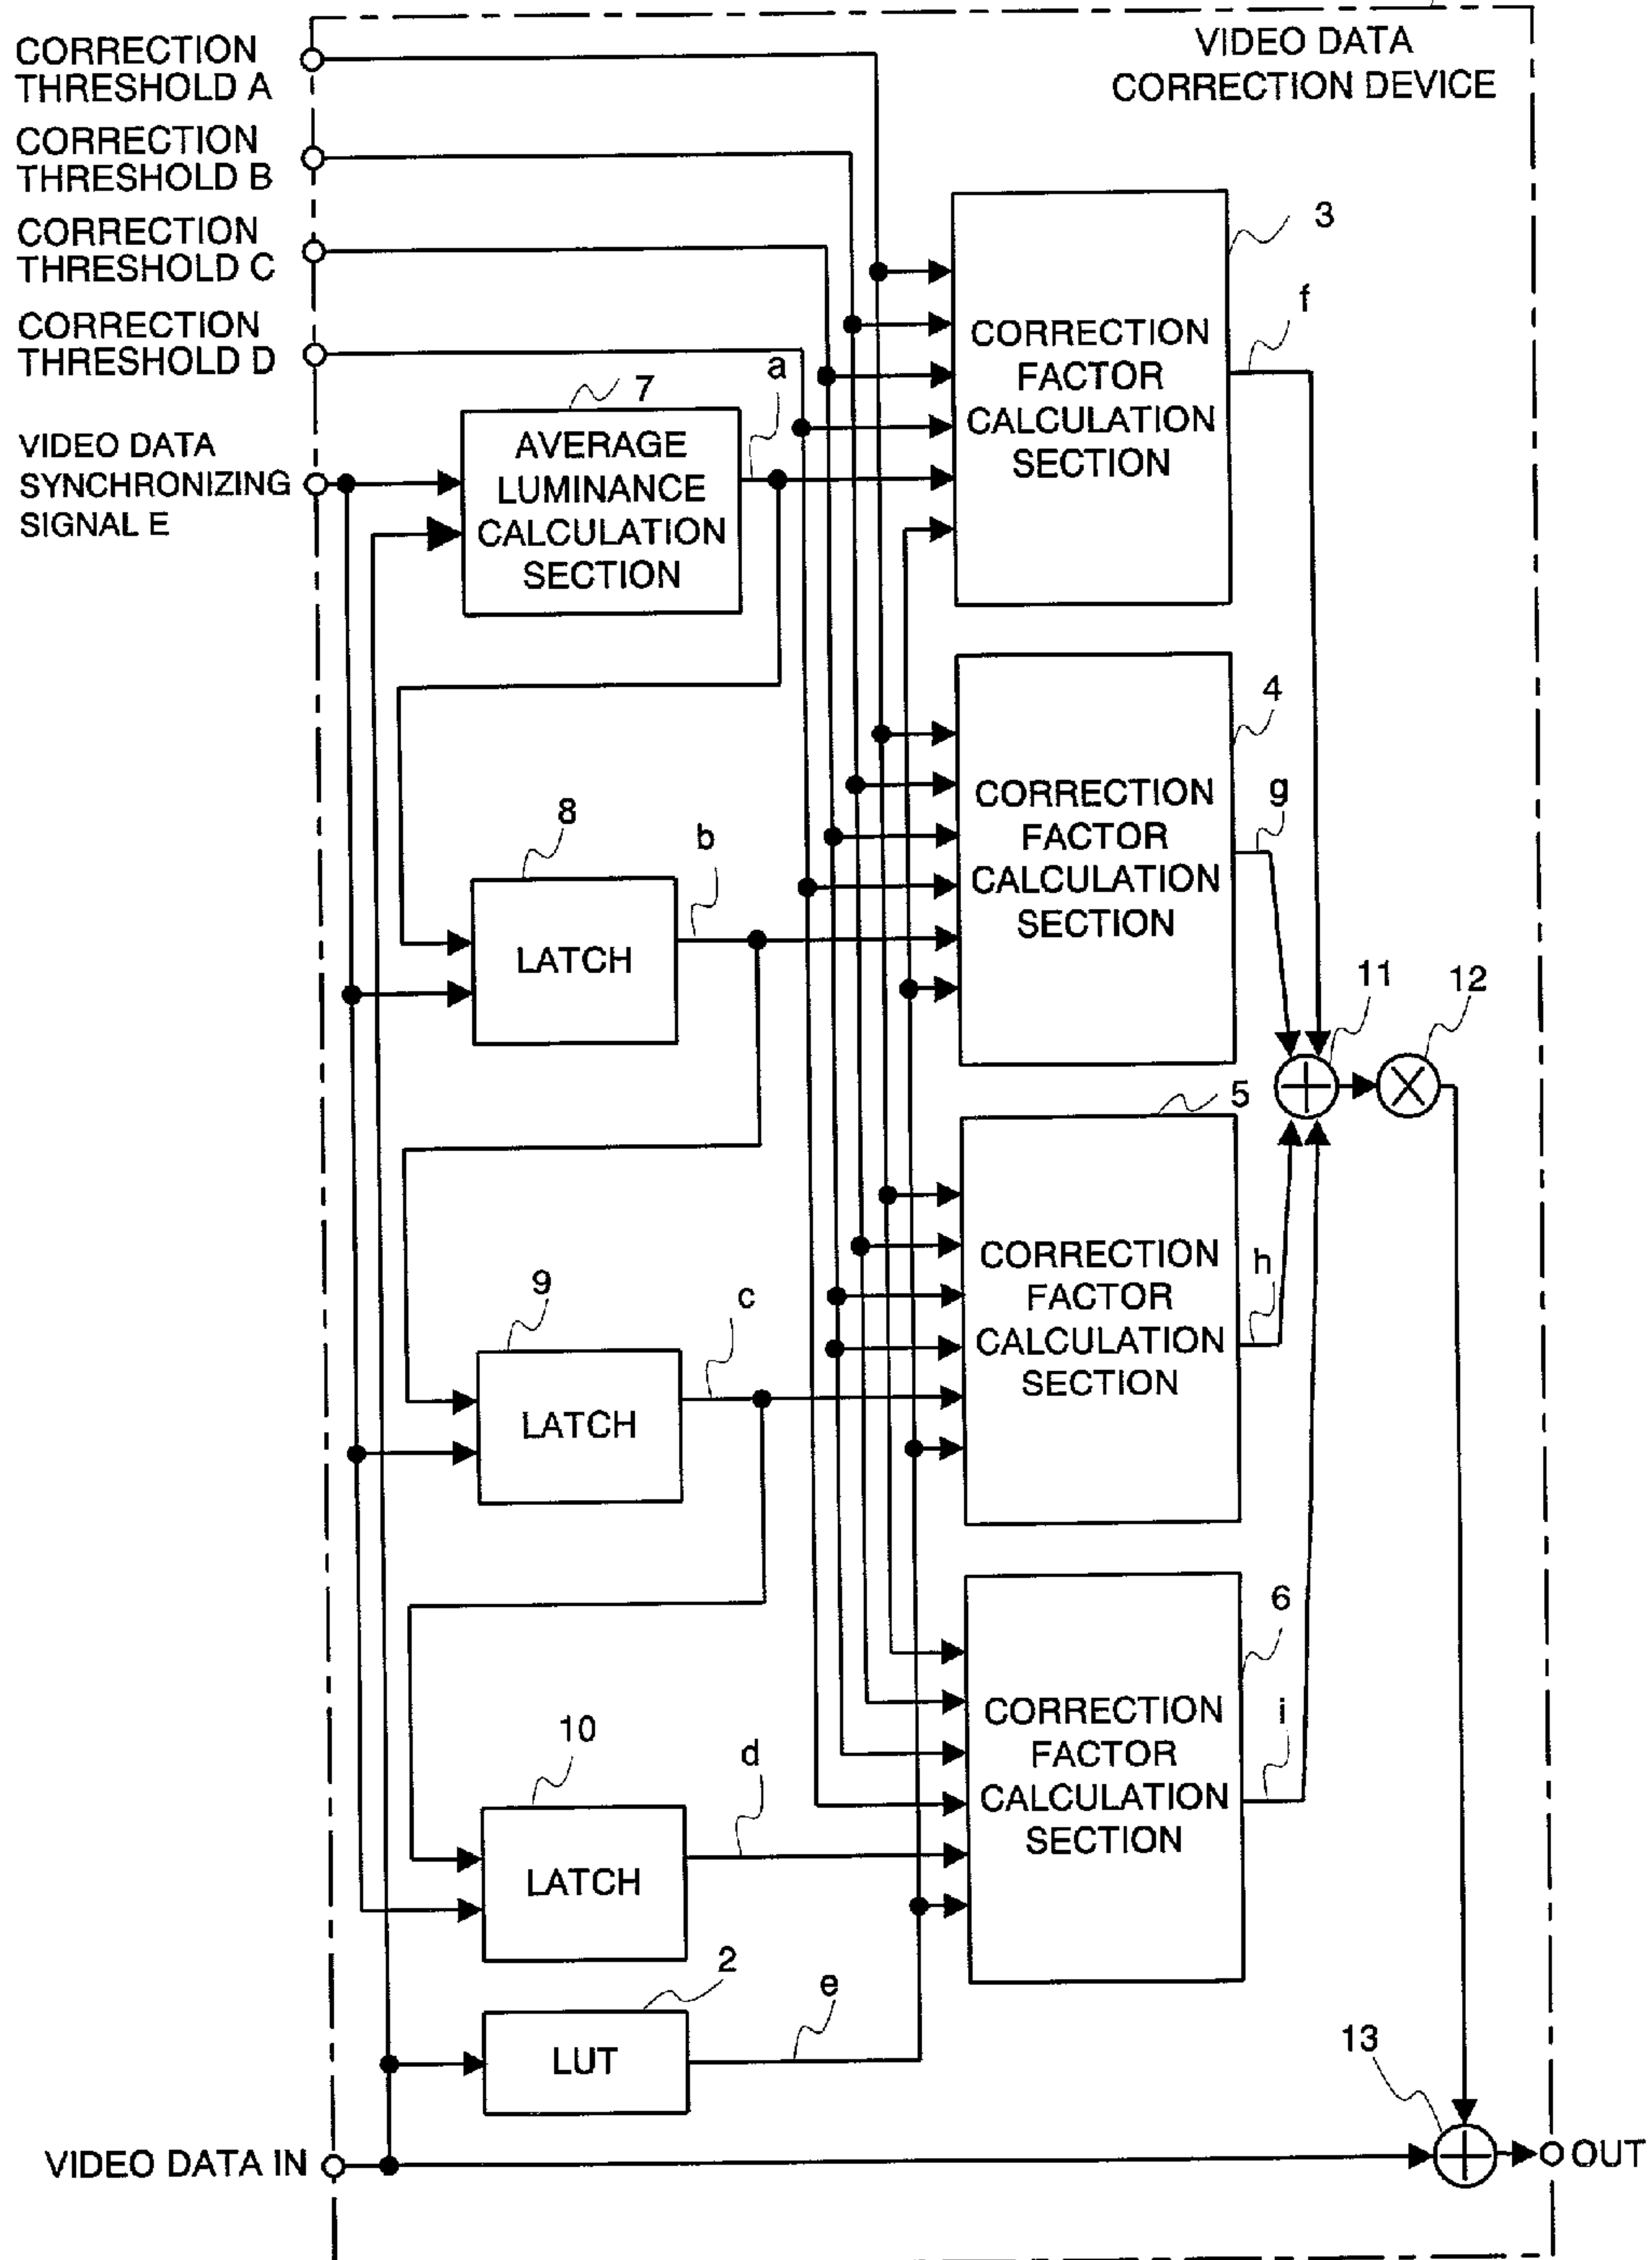 VIDEO DATA
CORRECTION DEVICE
CORRECTION
THRESHOLD A
CORRECTION
THRESHOLD B
CORRECTION
THRESHOLD C
CORRECTION
THRESHOLD D
VIDEO DATA
SYNCHRONIZING
SIGNAL E
7
AVERAGE
LUMINANCE
CALCULATION
SECTION
a
3
CORRECTION
FACTOR
CALCULATION
SECTION
f
8
LATCH
b
4
CORRECTION
FACTOR
CALCULATION
SECTION
g
11
12
9
LATCH
c
5
CORRECTION
FACTOR
CALCULATION
SECTION
h
10
LATCH
d
6
CORRECTION
FACTOR
CALCULATION
SECTION
i
2
LUT
e
13
VIDEO DATA IN
OUT